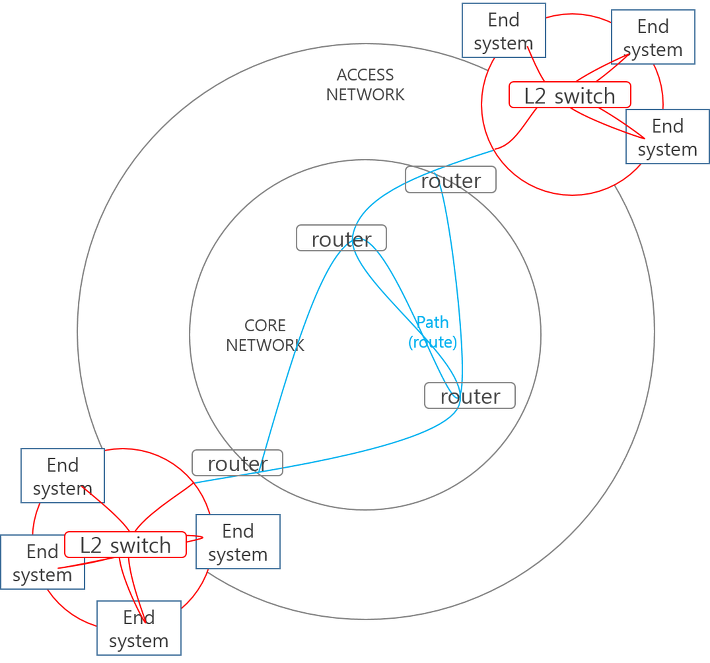 End
system
End
system
ACCESS
NETWORK
L2 switch
End
system
router
router
CORE
NETWORK
Path
(route)
router
router
End
system
L2 switch
End
system
End
system
End
system